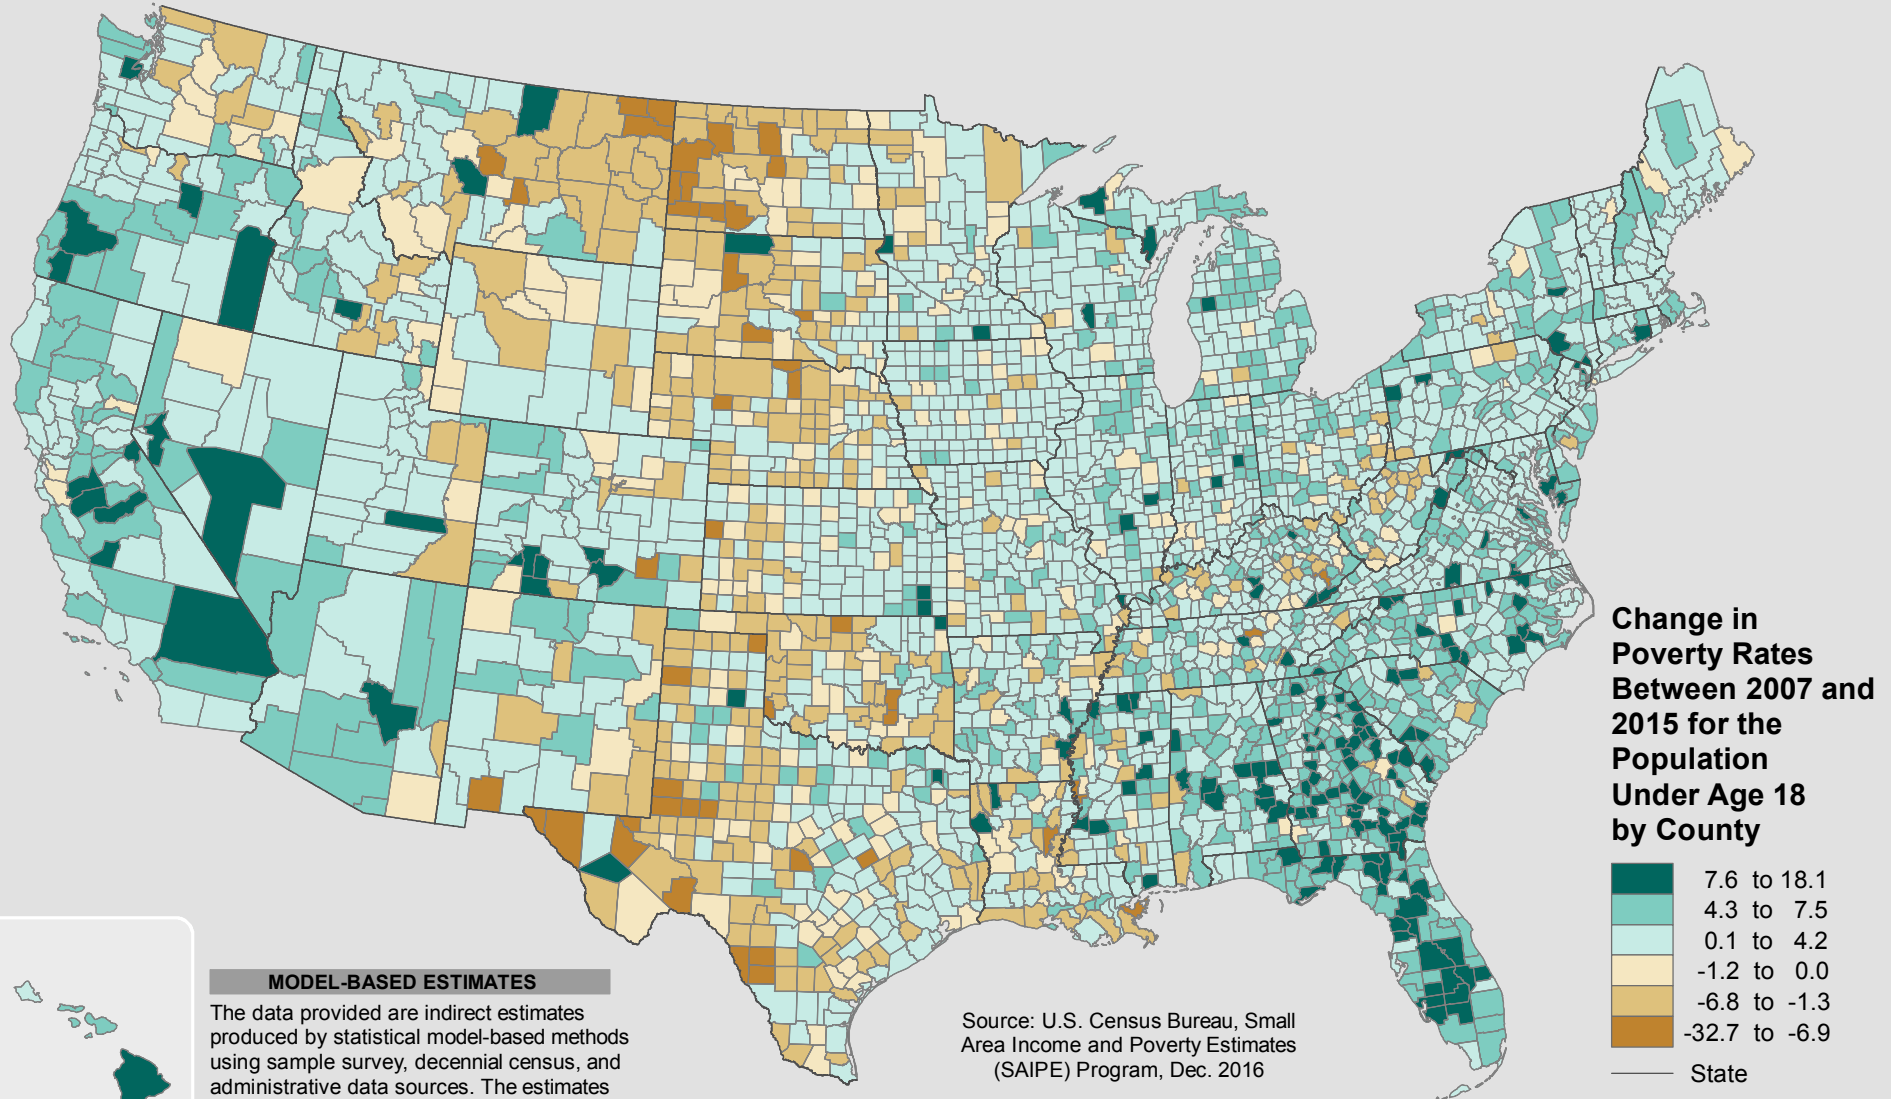 Change in
Poverty Rates
Between 2007 and
2015 for the
Population
Under Age 18
by County
7.6 to 18.1
4.3 to 7.5
0.1 to 4.2
-1.2 to 0.0
-6.8 to -1.3
-32.7 to -6.9
State
MODEL-BASED ESTIMATES
The data provided are indirect estimates
produced by statistical model-based methods
using sample survey, decennial census, and
administrative data sources. The estimates
Source: U.S. Census Bureau, Small
Area Income and Poverty Estimates
(SAIPE) Program, Dec. 2016